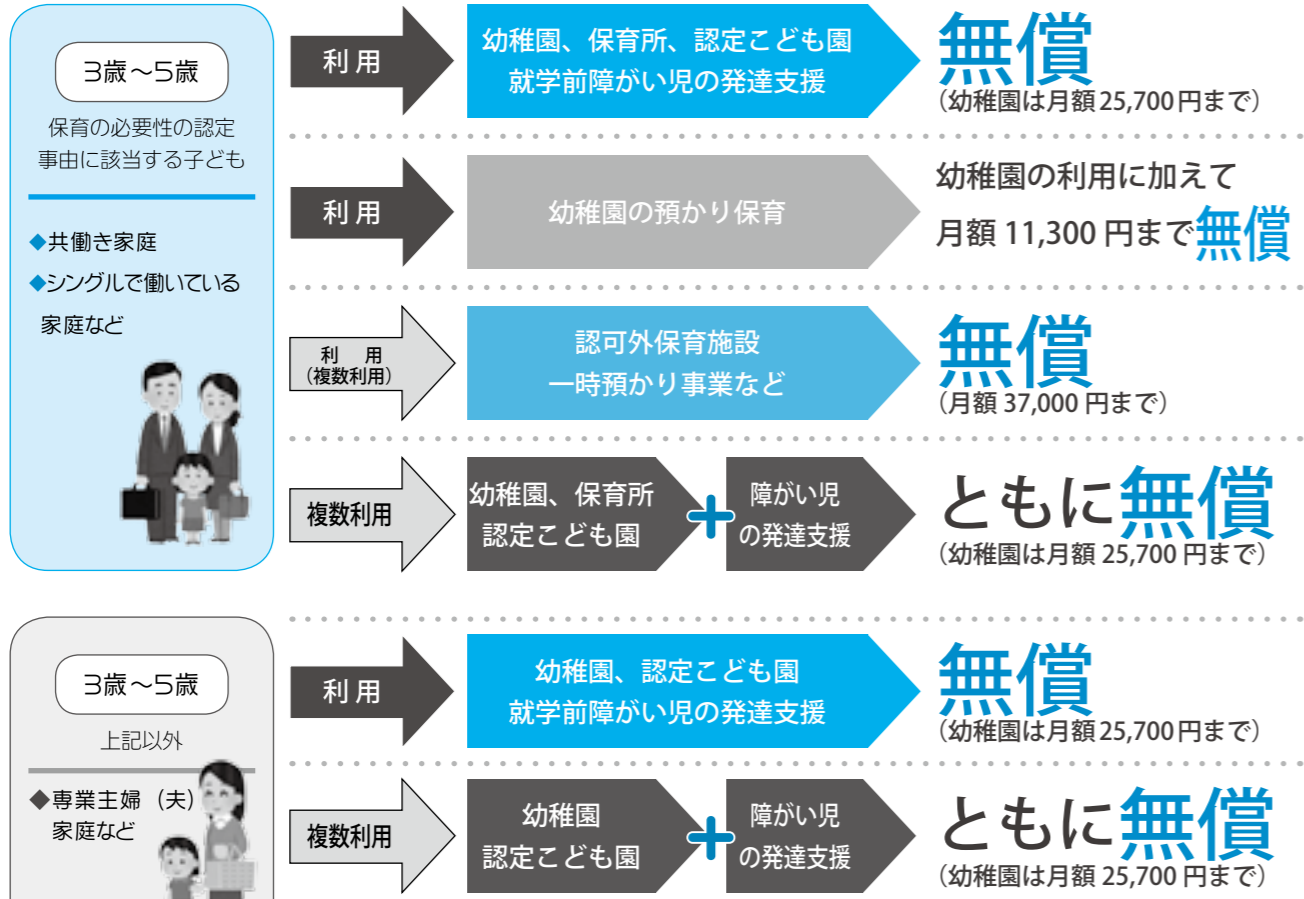 3歳〜5歳
保育の必要性の認定
事由に該当する子ども
◆共働き家庭
◆シングルで働いている
家庭など
利用
幼稚園、保育所、認定こども園
就学前障がい児の発達支援
無償
(幼稚園は月額25,700円まで)
利用
幼稚園の預かり保育
幼稚園の利用に加えて
月額 11,300 円まで無償
利 用
(複数利用)
認可外保育施設
一時預かり事業など
無償
(月額 37,000 円まで)
複数利用
幼稚園、保育所
認定こども園
+
障がい児
の発達支援
ともに無償
(幼稚園は月額 25,700 円まで)
3歳〜5歳
上記以外
◆専業主婦(夫)
家庭など
利用
幼稚園、認定こども園
就学前障がい児の発達支援
無償
(幼稚園は月額25,700円まで)
複数利用
幼稚園
認定こども園
+
障がい児
の発達支援
ともに無償
(幼稚園は月額 25,700 円まで)